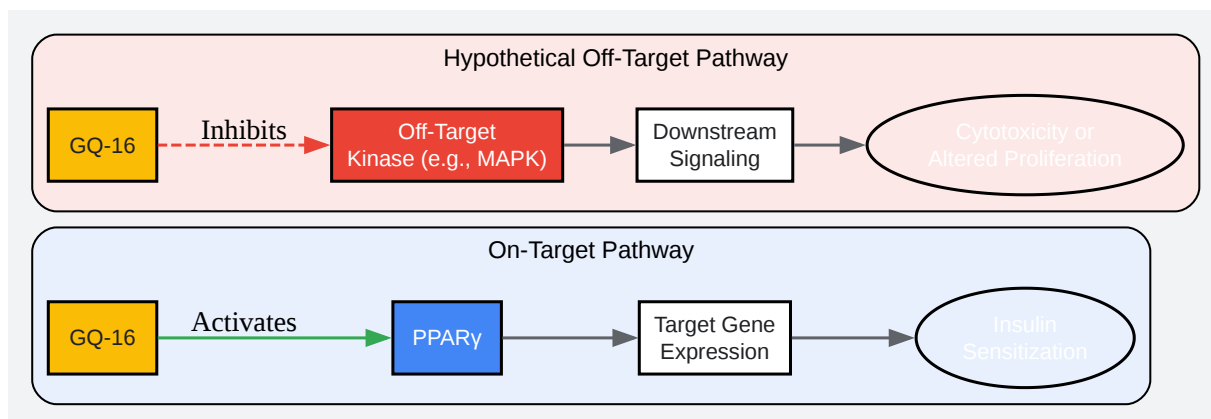 Hypothetical Off-Target Pathway
GQ-16
Inhibits
Off-Target
Kinase (e.g., MAPK)
Downstream
Signaling
Cytotoxicity or
Altered Proliferation
On-Target Pathway
GQ-16
Activates
PPARγ
Target Gene
Expression
Insulin
Sensitization